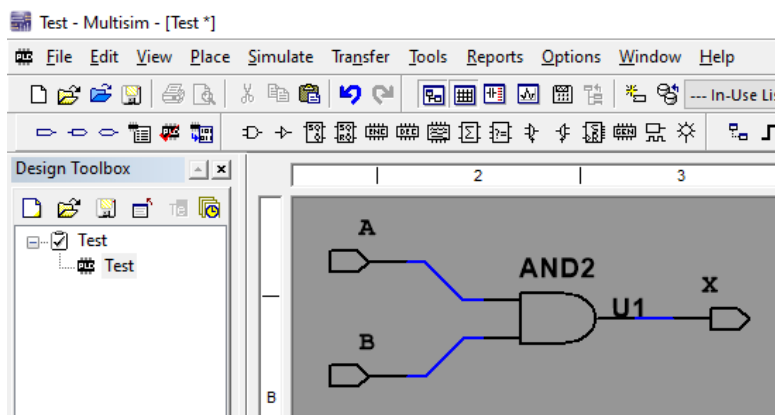 Test - Multisim - [Test *]
File Edit View Place Simulate Transfer Tools Reports Options Window Help
--- In-Use Lis
Design Toolbox
2 3
Test
Test
A
AND2
U1
X
B
B